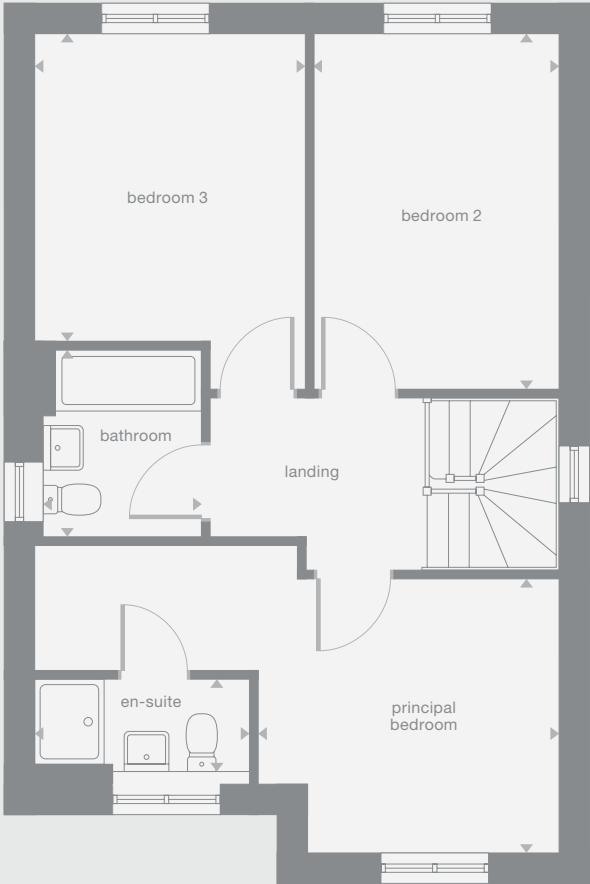 bedroom 3
bedroom 2
bathroom
landing
en-suite
principal
bedroom